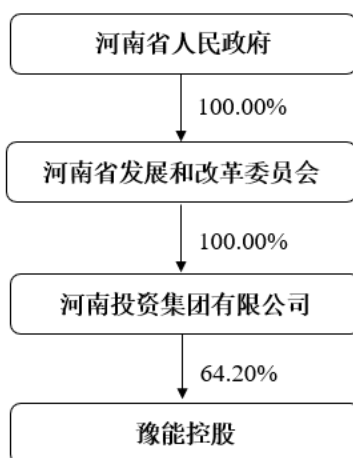 河南省人民政府
100.00%
河南省发展和改革委员会
100.00%
河南投资集团有限公司
64.20%
豫能控股